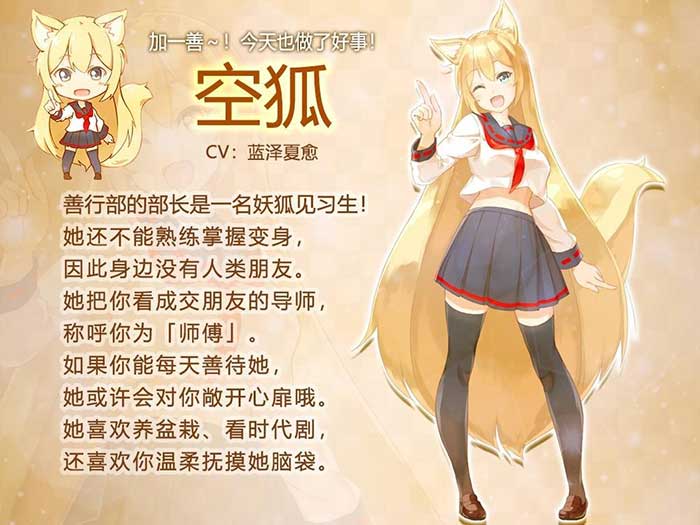 加一善～！今天也做了好事！
空狐
CV：蓝泽夏愈
善行部的部长是一名妖狐见习生！
她还不能熟练掌握变身，
因此身边没有人类朋友。
她把你看成交朋友的导师，
称呼你为「师傅」。
如果你能每天善待她，
她或许会对你敞开心扉哦。
她喜欢养盆栽、看时代剧，
还喜欢你温柔抚摸她脑袋。